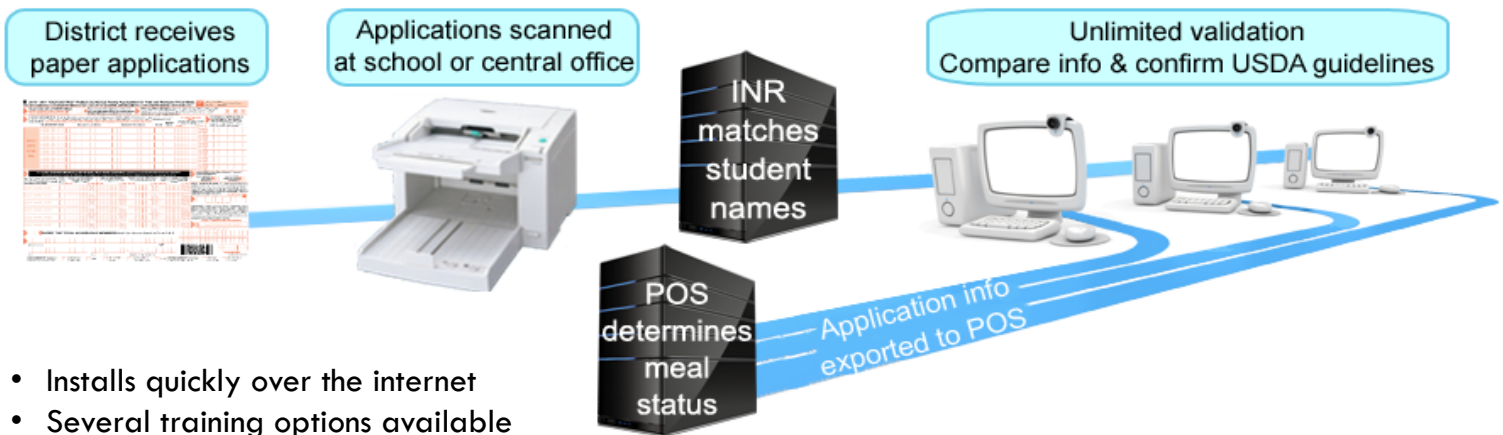 District receives
paper applications
Applications scanned
at school or central office
INR
matches
student
names
Unlimited validation
Compare info & confirm USDA guidelines
POS
determines
meal
status
Application info
exported to POS
• Installs quickly over the internet
• Several training options available